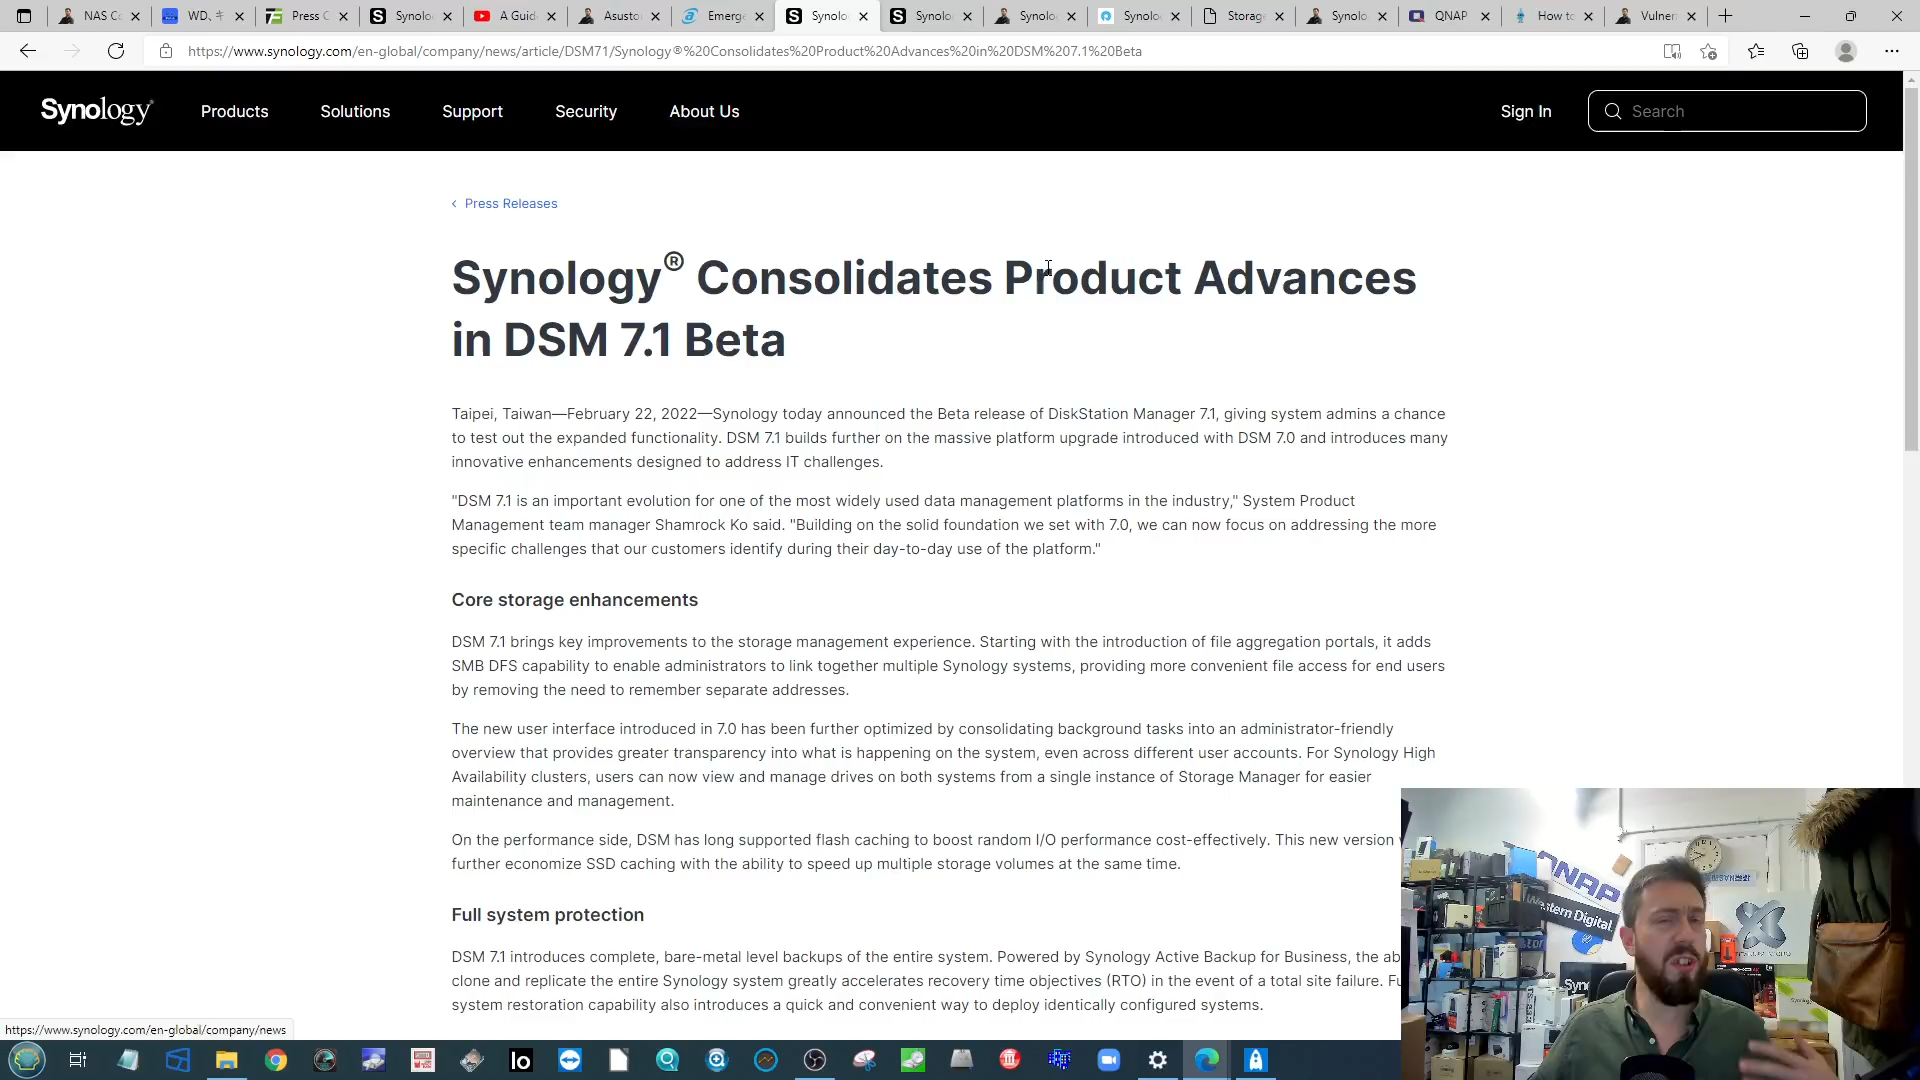 NAS Co
WD、キ
Press C
Synolo
A Guid
Asusto
Emerge
Synolo
Synolo
Synolo
Synolo
Storage
Synolo
QNAP
How to
Vulner
https://www.synology.com/en-global/company/news/article/DSM71/Synology®%20Consolidates%20Product%20Advances%20in%20DSM%207.1%20Beta
Synology
Products
Solutions
Support
Security
About Us
Sign In
Search
Press Releases
Synology® Consolidates Product Advances
in DSM 7.1 Beta
Taipei, Taiwan—February 22, 2022—Synology today announced the Beta release of DiskStation Manager 7.1, giving system admins a chance
to test out the expanded functionality. DSM 7.1 builds further on the massive platform upgrade introduced with DSM 7.0 and introduces many
innovative enhancements designed to address IT challenges.
"DSM 7.1 is an important evolution for one of the most widely used data management platforms in the industry," System Product
Management team manager Shamrock Ko said. "Building on the solid foundation we set with 7.0, we can now focus on addressing the more
specific challenges that our customers identify during their day-to-day use of the platform."
Core storage enhancements
DSM 7.1 brings key improvements to the storage management experience. Starting with the introduction of file aggregation portals, it adds
SMB DFS capability to enable administrators to link together multiple Synology systems, providing more convenient file access for end users
by removing the need to remember separate addresses.
The new user interface introduced in 7.0 has been further optimized by consolidating background tasks into an administrator-friendly
overview that provides greater transparency into what is happening on the system, even across different user accounts. For Synology High
Availability clusters, users can now view and manage drives on both systems from a single instance of Storage Manager for easier
maintenance and management.
On the performance side, DSM has long supported flash caching to boost random I/O performance cost-effectively. This new version
further economize SSD caching with the ability to speed up multiple storage volumes at the same time.
Full system protection
DSM 7.1 introduces complete, bare-metal level backups of the entire system. Powered by Synology Active Backup for Business, the ab
clone and replicate the entire Synology system greatly accelerates recovery time objectives (RTO) in the event of a total site failure. Fu
system restoration capability also introduces a quick and convenient way to deploy identically configured systems.
https://www.synology.com/en-global/company/news
QNAP
Western Digital.
Syno
Io